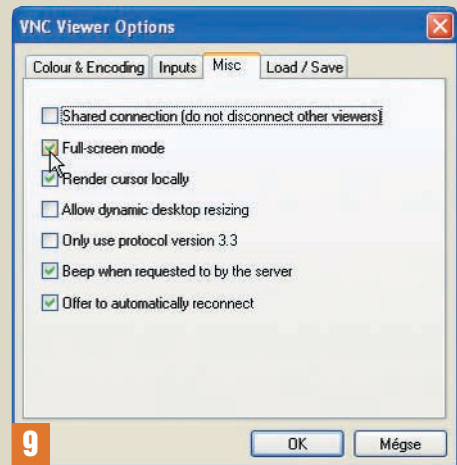 VNC Viewer Options
Colour & Encoding Inputs Misc Load / Save
Shared connection (do not disconnect other viewers)
Full-screen mode
Render cursor locally
Allow dynamic desktop resizing
Only use protocol version 3.3
Beep when requested to by the server
Offer to automatically reconnect
9
OK Mégse